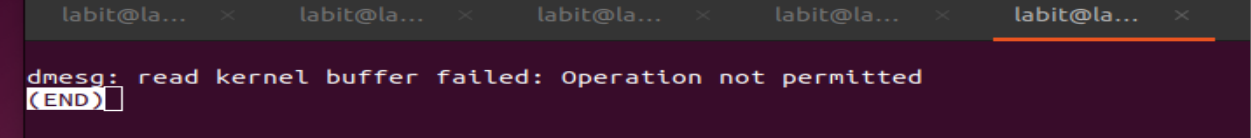 labit@la... × labit@la... × labit@la... × labit@la... × labit@la... ×
dmesg: read kernel buffer failed: Operation not permitted
(END)